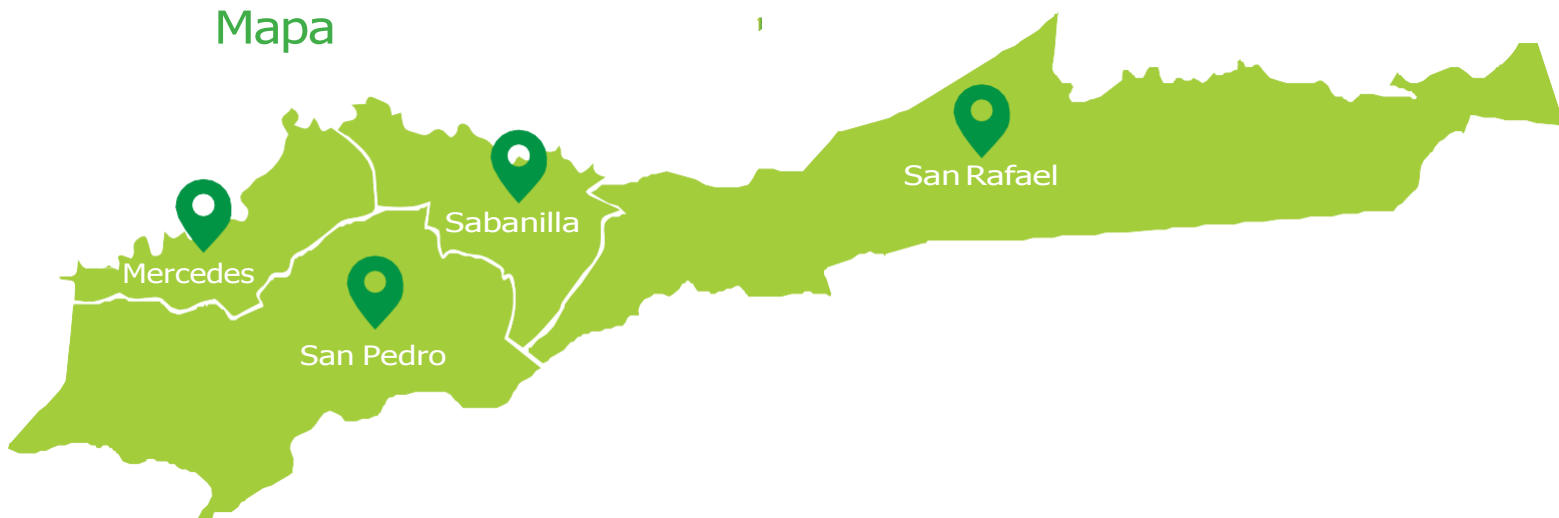 Mapa
San Rafael
Sabanilla
Mercedes
San Pedro